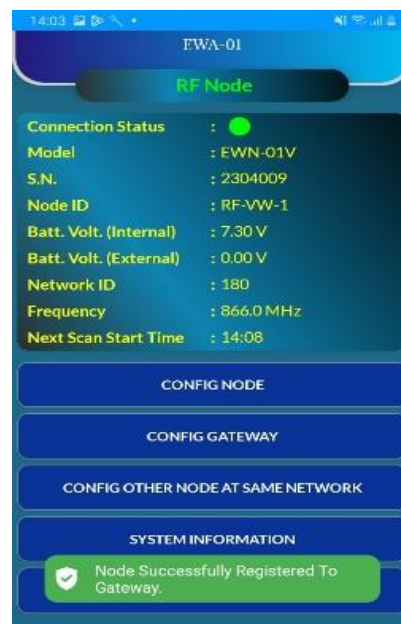 14:03
EWA-01
RF Node
Connection Status :
Model : EWN-01V
S.N. : 2304009
Node ID : RF-VW-1
Batt. Volt. (Internal) : 7.30 V
Batt. Volt. (External) : 0.00 V
Network ID : 180
Frequency : 866.0 MHz
Next Scan Start Time : 14:08
CONFIG NODE
CONFIG GATEWAY
CONFIG OTHER NODE AT SAME NETWORK
SYSTEM INFORMATION
Node Successfully Registered To
Gateway.